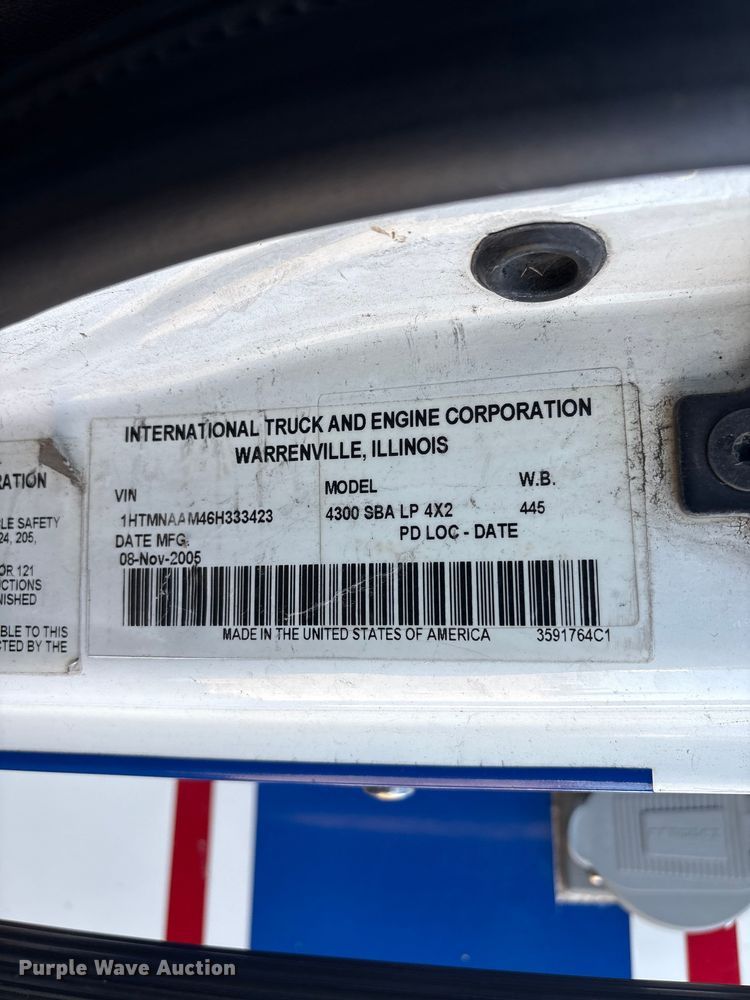 INTERNATIONAL TRUCK AND ENGINE CORPORATION
WARRENVILLE, ILLINOIS
VIN
1HTMNAAM46H333423
MODEL
4300 SBA LP 4X2
W.B.
445
DATE MFG.
08-Nov-2005
PD LOC - DATE
MADE IN THE UNITED STATES OF AMERICA
3591764C1
ATION
LE SAFETY
24, 205,
OR 121
CTIONS
NISHED
BLE TO THIS
CTED BY THE
Purple Wave Auction